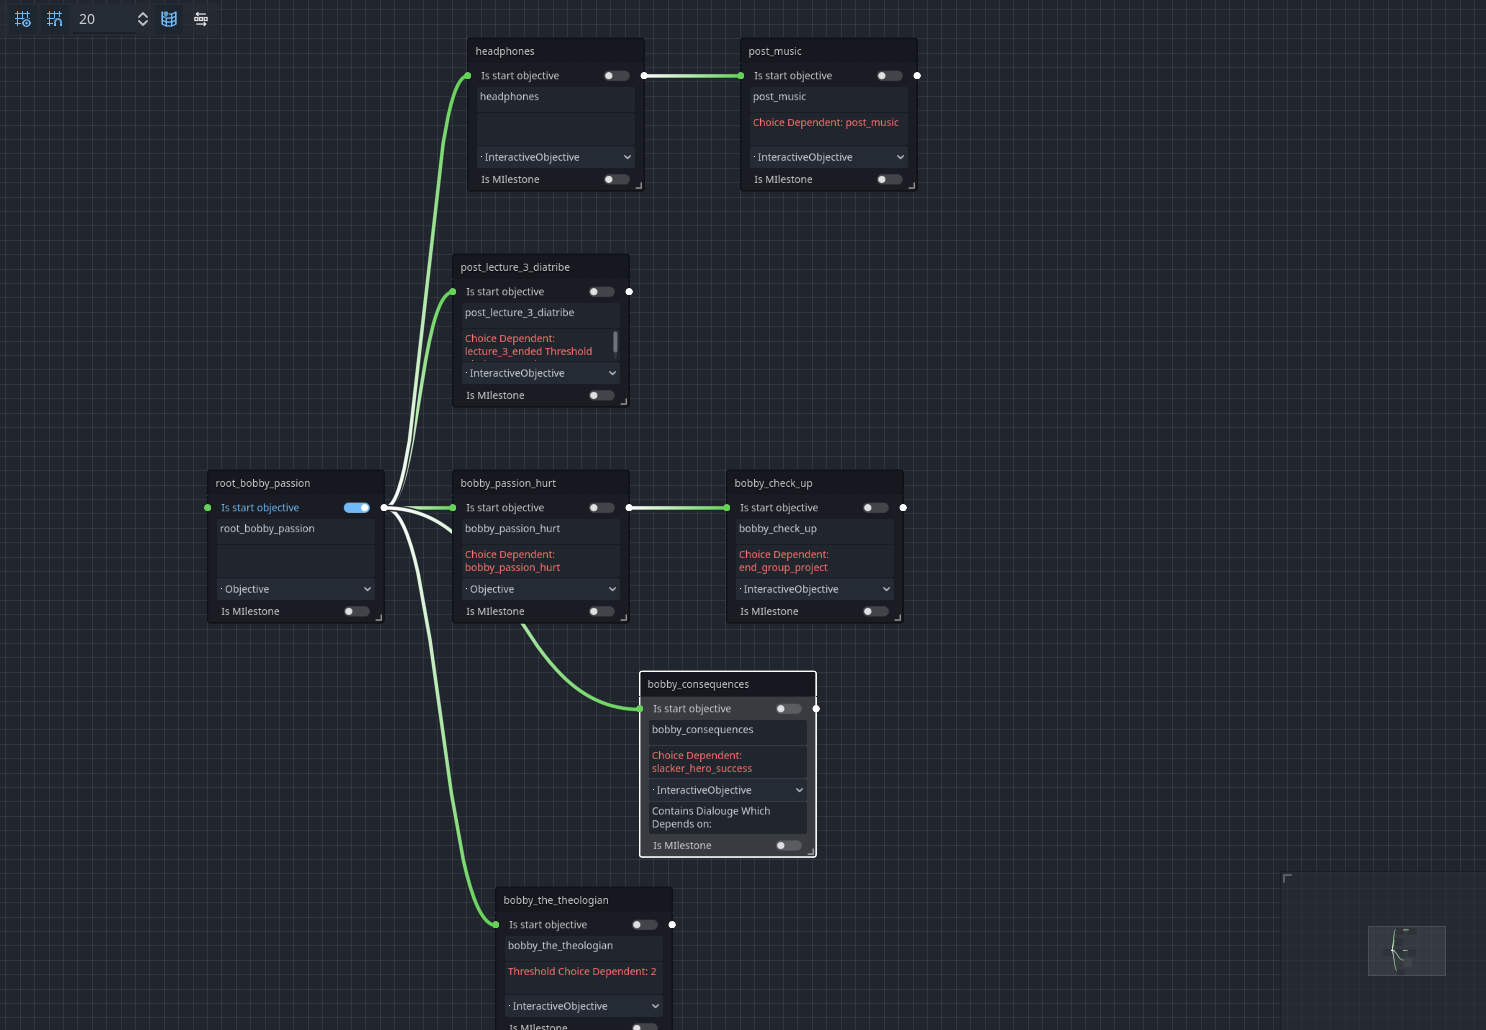 20
headphones
Is start objective
headphones
InteractiveObjective
Is MIlestone
post_music
Is start objective
post_music
Choice Dependent: post_music
InteractiveObjective
Is MIlestone
post_lecture_3_diatribe
Is start objective
post_lecture_3_diatribe
Choice Dependent:
lecture_3_ended Threshold
InteractiveObjective
Is MIlestone
root_bobby_passion
Is start objective
root_bobby_passion
Objective
Is MIlestone
bobby_passion_hurt
Is start objective
bobby_passion_hurt
Choice Dependent:
bobby_passion_hurt
Objective
Is MIlestone
bobby_check_up
Is start objective
bobby_check_up
Choice Dependent:
end_group_project
InteractiveObjective
Is MIlestone
bobby_consequences
Is start objective
bobby_consequences
Choice Dependent:
slacker_hero_success
InteractiveObjective
Contains Dialouge Which
Depends on:
Is MIlestone
bobby_the_theologian
Is start objective
bobby_the_theologian
Threshold Choice Dependent: 2
InteractiveObjective
Is MIlestone